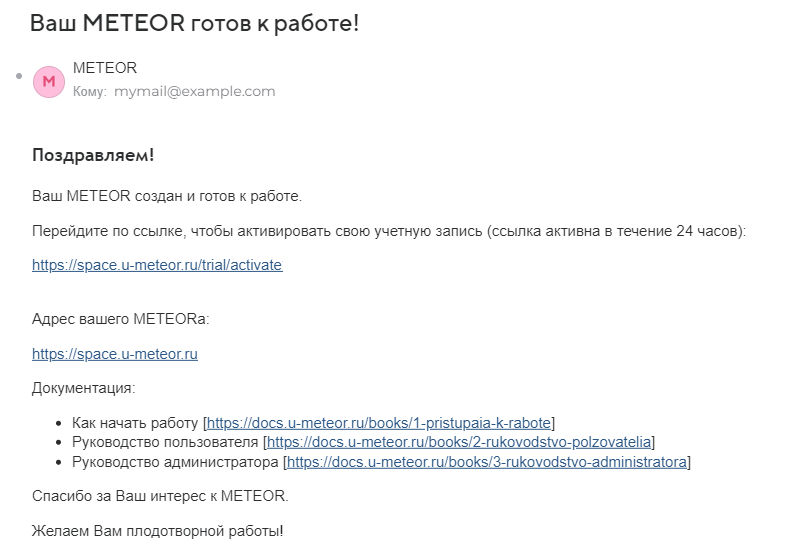 Ваш METEOR готов к работе!
METEOR
M
Кому: mymail@example.com
Поздравляем!
Ваш METEOR создан и готов к работе.
Перейдите по ссылке, чтобы активировать свою учетную запись (ссылка активна в течение 24 часов):
https://space.u-meteor.ru/trial/activate
Адрес вашего METEORа:
https://space.u-meteor.ru
Документация:
• Как начать работу [https://docs.u-meteor.ru/books/1-pristupaia-k-rabote]
• Руководство пользователя [https://docs.u-meteor.ru/books/2-rukovodstvo-polzovatelia]
• Руководство администратора [https://docs.u-meteor.ru/books/3-rukovodstvo-administratora]
Спасибо за Ваш интерес к METEOR.
Желаем Вам плодотворной работы!